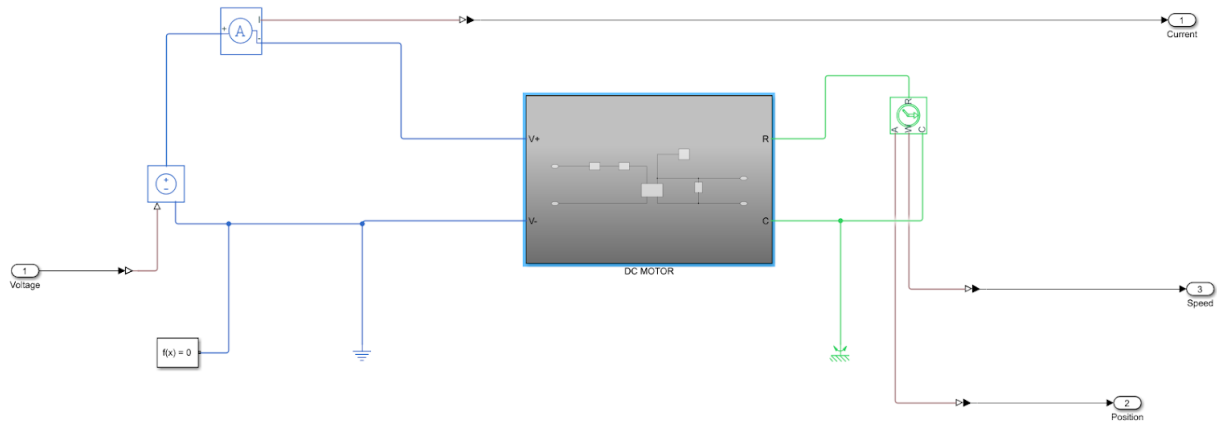 I
1
+
A
-
Current
R
V+
R
A
W
C
+
-
V-
C
DC MOTOR
1
Voltage
3
Speed
f(x) = 0
2
Position